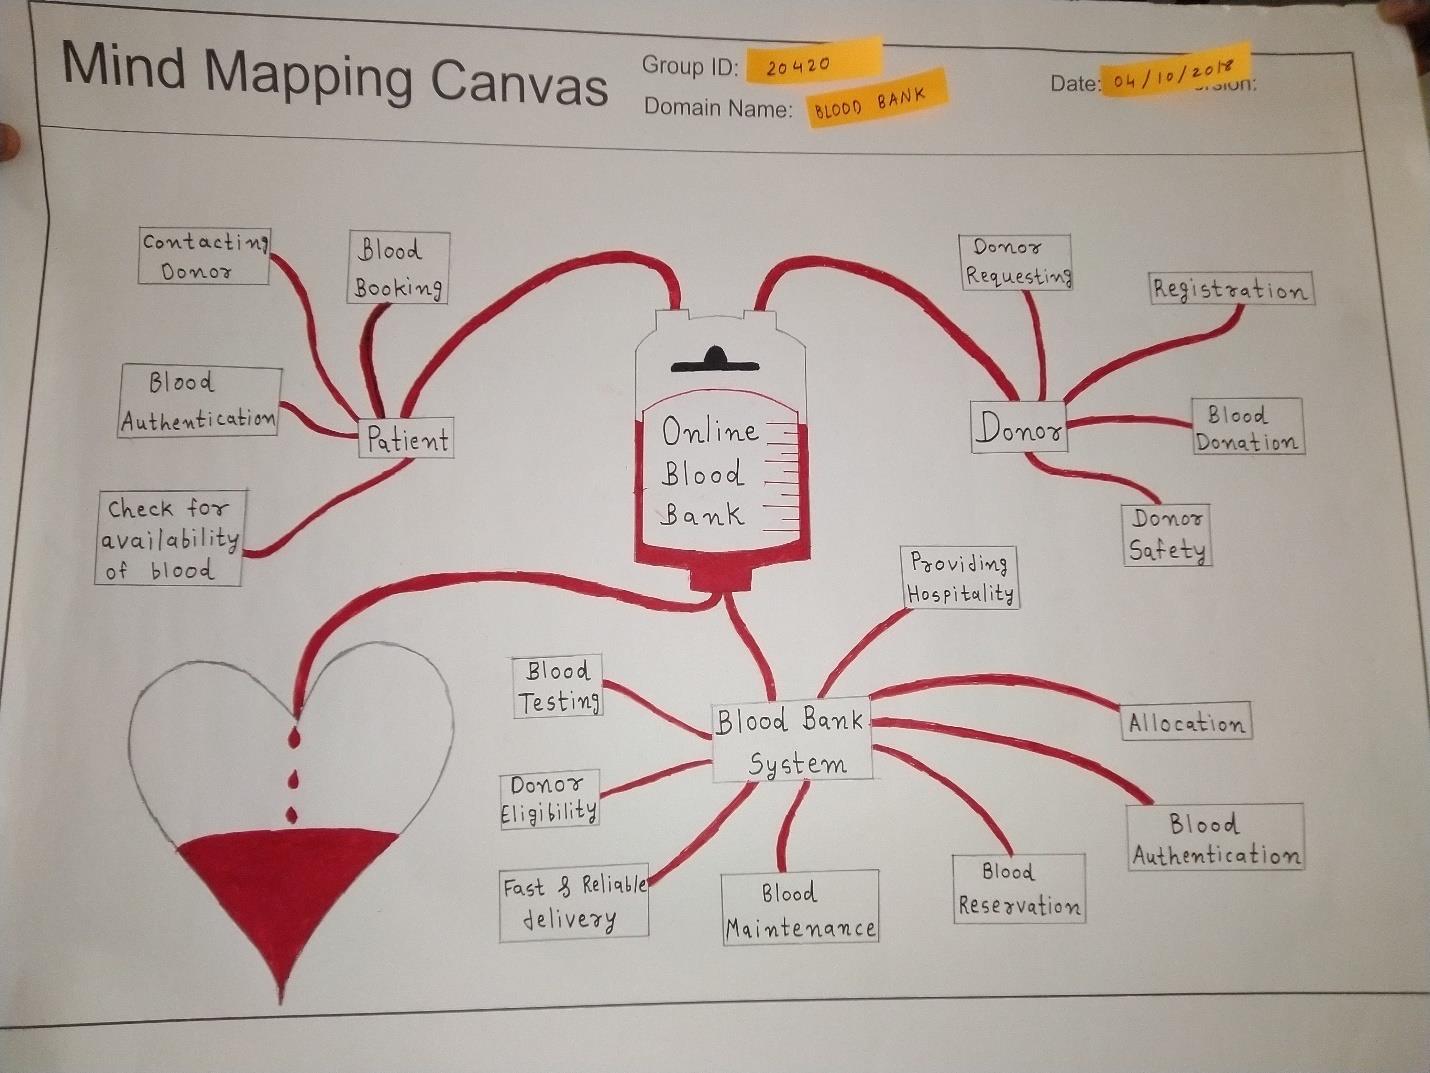 Mind Mapping Canvas
Group ID: 20420
Domain Name: BLOOD BANK
Date: 04/10/2018
Contacting
Donor
Blood
Booking
Blood
Authentication
Patient
Check for
availability
of blood
Online
Blood
Bank
Donor
Requesting
Registration
Donor
Blood
Donation
Donor
Safety
Providing
Hospitality
Blood
Testing
Blood Bank
System
Allocation
Donor
Eligibility
Blood
Authentication
Fast & Reliable
delivery
Blood
Maintenance
Blood
Reservation